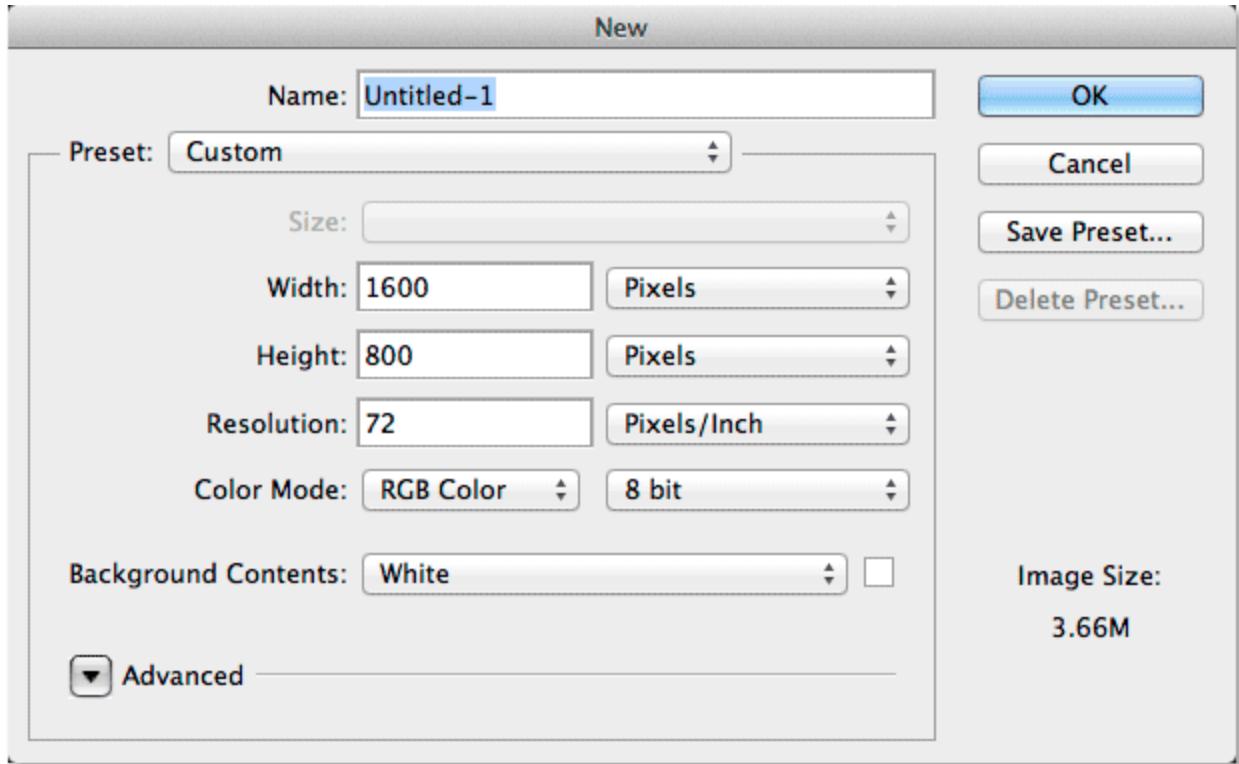 New
Name: Untitled-1
OK
Preset: Custom
Cancel
Size:
Save Preset...
Width: 1600 Pixels
Delete Preset...
Height: 800 Pixels
Resolution: 72 Pixels/Inch
Color Mode: RGB Color 8 bit
Background Contents: White
Image Size:
3.66M
Advanced